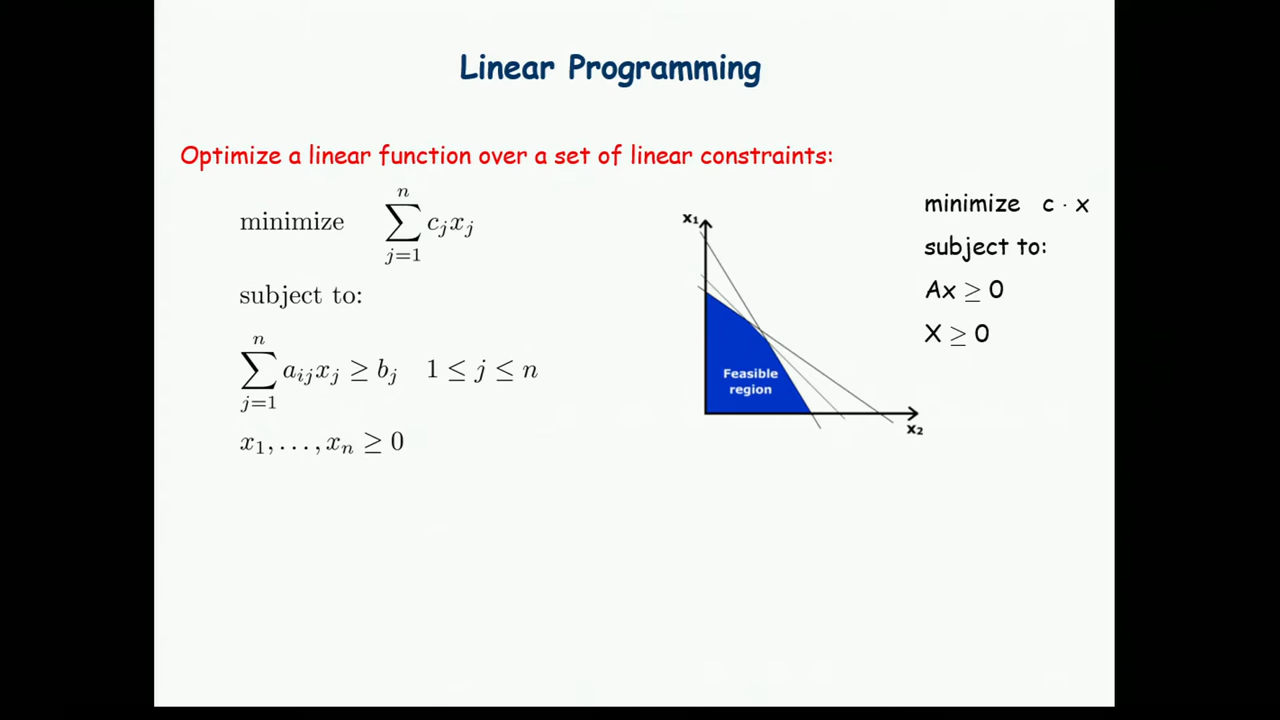 Linear Programming
Optimize a linear function over a set of linear constraints:
minimize ∑_{j=1}^{n} c_j x_j
subject to:
∑_{j=1}^{n} a_{ij} x_j ≥ b_j 1 ≤ j ≤ n
x_1, . . . , x_n ≥ 0
x₁
Feasible
region
x₂
minimize c · x
subject to:
Ax ≥ 0
X ≥ 0